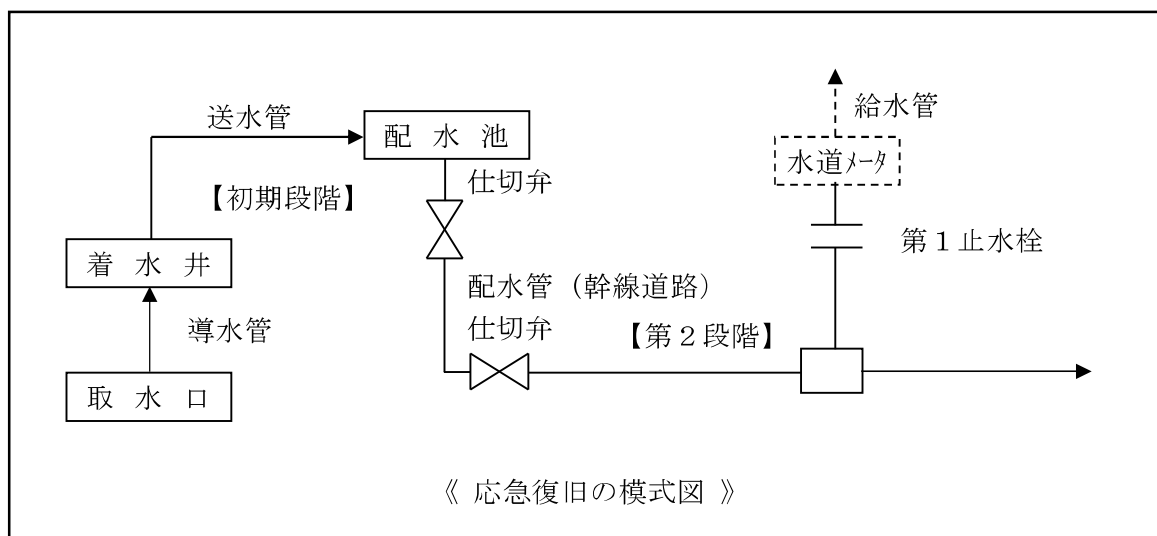 送水管
配 水 池
仕切弁
【初期段階】
着 水 井
導水管
取 水 口
配水管（幹線道路）
仕切弁
【第２段階】
給水管
水道ﾒｰﾀ
第１止水栓
《 応急復旧の模式図 》